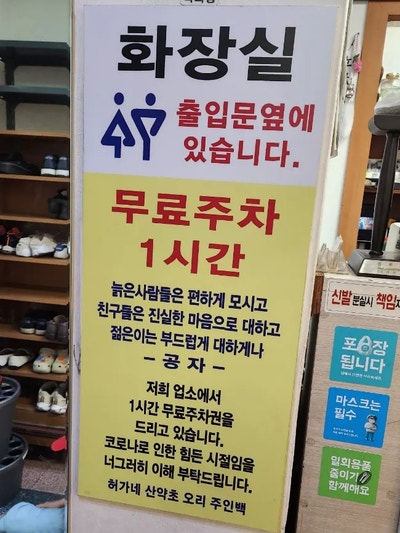 화장실
출입문옆에
있습니다.
무료주차
1시간
늙은사람들은 편하게 모시고
친구들은 진실한 마음으로 대하고
젊은이는 부드럽게 대하게나
- 공 자 -
저희 업소에서
1시간 무료주차권을
드리고 있습니다.
코로나로 인한 힘든 시절임을
너그러히 이해 부탁드립니다.
허가네 산약초 오리 주인백
신발 분실시 책임
포장
됩니다
마스크는
필수
일회용품
줄이기
함께해요